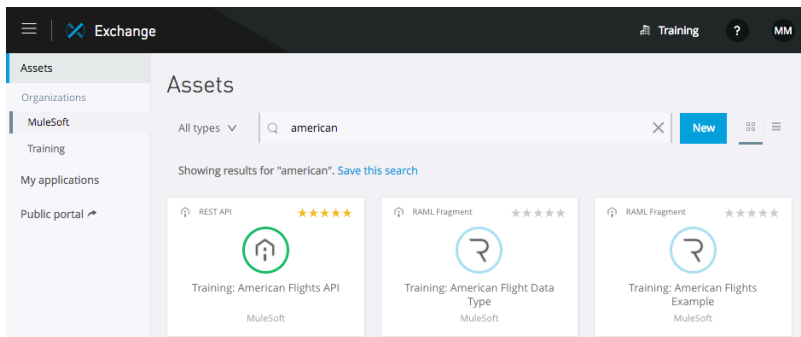 Exchange
Training
?
MM
Assets
Organizations
MuleSoft
Training
My applications
Public portal
Assets
All types
american
New
Showing results for "american". Save this search
REST API
Training: American Flights API
MuleSoft
RAML Fragment
Training: American Flight Data
Type
MuleSoft
RAML Fragment
Training: American Flights
Example
MuleSoft